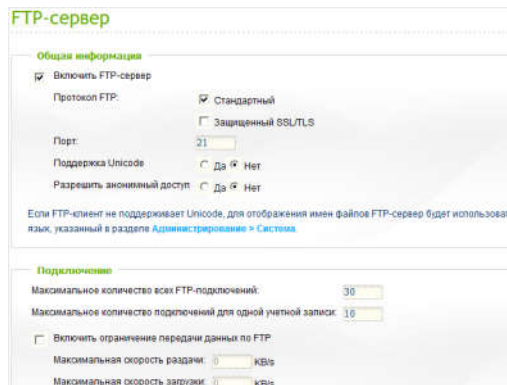 FTP-сервер
Общая информация
Включить FTP-сервер
Протокол FTP: Стандартный
Защищенный SSL/TLS
Порт: 21
Поддержка Unicode Да Нет
Разрешить анонимный доступ Да Нет
Если FTP-клиент не поддерживает Unicode, для отображения имен файлов FTP-сервер будет использоват
язык, указанный в разделе Администрирование > Система.
Подключение
Максимальное количество всех FTP-подключений: 30
Максимальное количество подключений для одной учетной записи: 10
Включить ограничение передачи данных по FTP
Максимальная скорость раздачи: 0 KB/s
Максимальная скорость загрузки: 0 KB/s